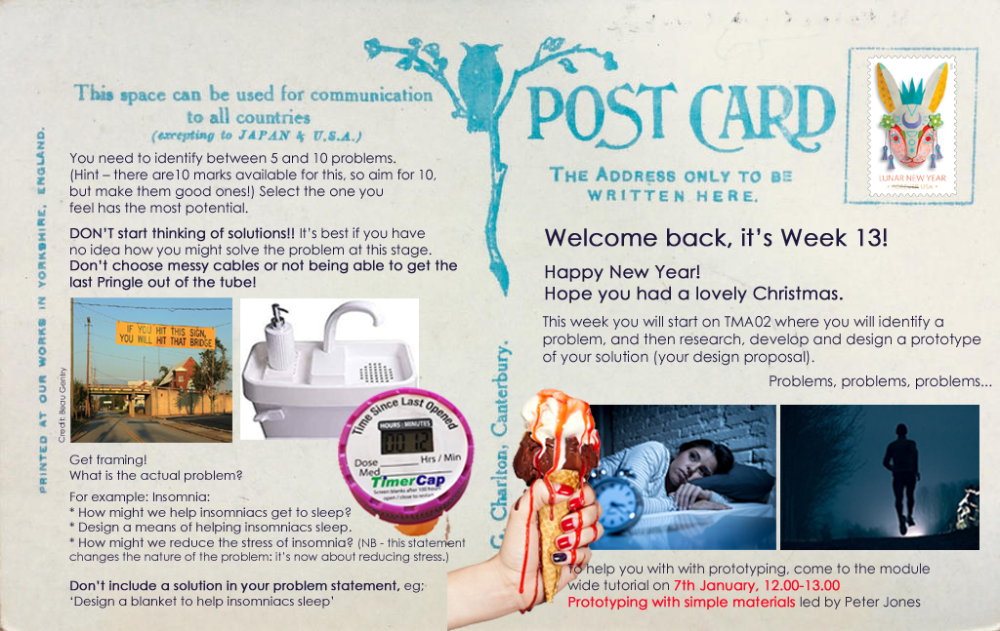 This space can be used for communication
to all countries
(excepting to JAPAN & U.S.A.)
PRINTED AT OUR WORKS IN YORKSHIRE, ENGLAND.
You need to identify between 5 and 10 problems.
(Hint – there are10 marks available for this, so aim for 10,
but make them good ones!) Select the one you
feel has the most potential.
DON'T start thinking of solutions!! It's best if you have
no idea how you might solve the problem at this stage.
Don't choose messy cables or not being able to get the
last Pringle out of the tube!
Credit: Beau Gentry
IF YOU HIT THIS SIGN,
YOU WILL HIT THAT BRIDGE
Time Since Last Opened
HOURS : MINUTES
00 12
Dose Hrs / Min
Med
TimerCap
Screen blanks after 100 hours
open / close to restart
Get framing!
What is the actual problem?
For example: Insomnia:
* How might we help insomniacs get to sleep?
* Design a means of helping insomniacs sleep.
* How might we reduce the stress of insomnia? (NB - this statement
changes the nature of the problem: it's now about reducing stress.)
Don't include a solution in your problem statement, eg:
'Design a blanket to help insomniacs sleep'
Charlton, Canterbury.
POST CARD
THE ADDRESS ONLY TO BE
WRITTEN HERE.
LUNAR NEW YEAR
FOREVER USA
Welcome back, it's Week 13!
Happy New Year!
Hope you had a lovely Christmas.
This week you will start on TMA02 where you will identify a
problem, and then research, develop and design a prototype
of your solution (your design proposal).
Problems, problems, problems...
To help you with with prototyping, come to the module
wide tutorial on 7th January, 12.00-13.00
Prototyping with simple materials led by Peter Jones